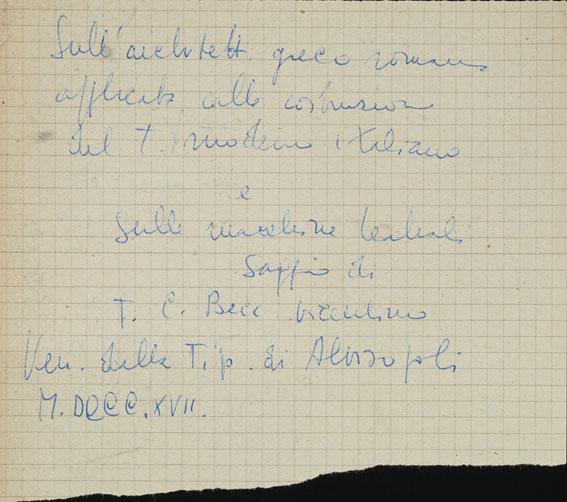 Sull'architett. greco romana
applicata alla costruzione
del T. moderno italiano
e
Sulle macchine teatrali
Saggio di
T. C. Becc vicentino
Ven. dalla Tip. di Alvisopoli
M.DCCC.XVII.